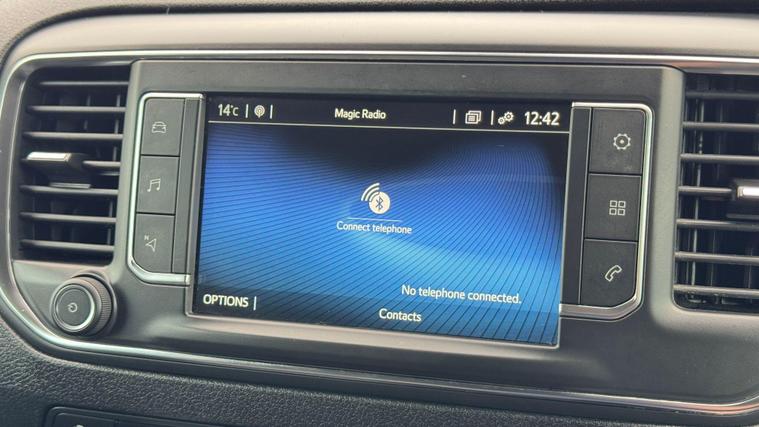 14°C
Magic Radio
12:42
Connect telephone
No telephone connected.
OPTIONS
Contacts
N